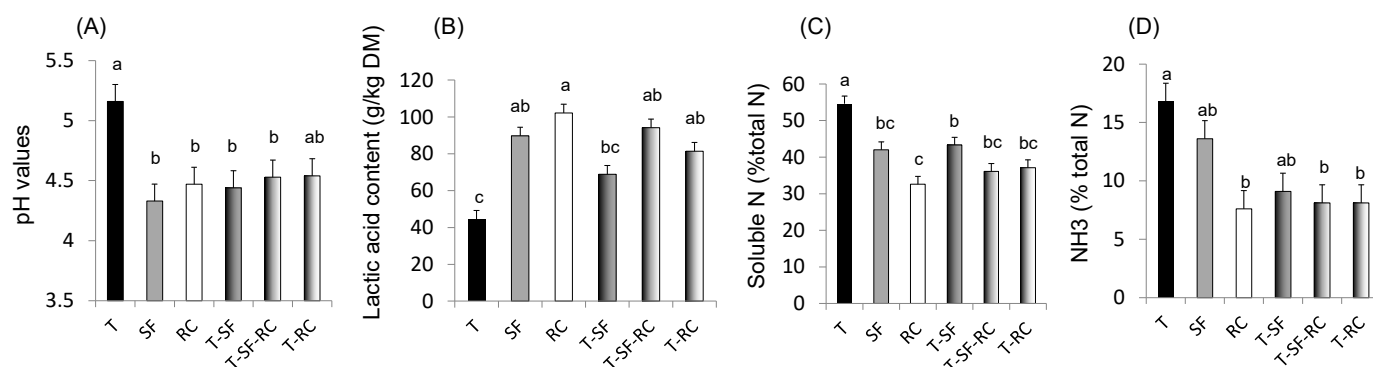 (A)
pH values
5.5
5
4.5
4
3.5
a
b
b
b
b
ab
T
SF
RC
T-SF
T-SF-RC
T-RC
(B)
Lactic acid content (g/kg DM)
120
100
80
60
40
20
0
c
ab
a
bc
ab
ab
T
SF
RC
T-SF
T-SF-RC
T-RC
(C)
Soluble N (%total N)
60
50
40
30
20
10
0
a
bc
c
b
bc
bc
T
SF
RC
T-SF
T-SF-RC
T-RC
(D)
NH3 (% total N)
20
15
10
5
0
a
ab
b
ab
b
b
T
SF
RC
T-SF
T-SF-RC
T-RC